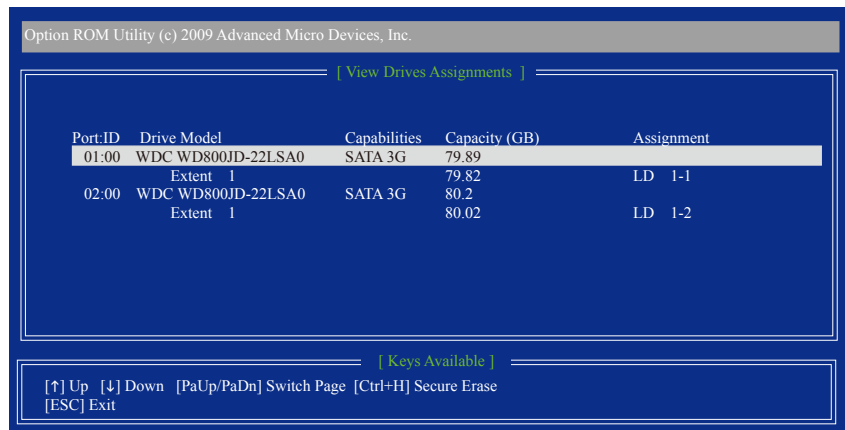 Option ROM Utility (c) 2009 Advanced Micro Devices, Inc.
[ View Drives Assignments ]
Port:ID Drive Model Capabilities Capacity (GB) Assignment
01:00 WDC WD800JD-22LSA0 SATA 3G 79.89
Extent 1 79.82 LD 1-1
02:00 WDC WD800JD-22LSA0 SATA 3G 80.2
Extent 1 80.02 LD 1-2
[ Keys Available ]
[↑] Up [↓] Down [PaUp/PaDn] Switch Page [Ctrl+H] Secure Erase
[ESC] Exit